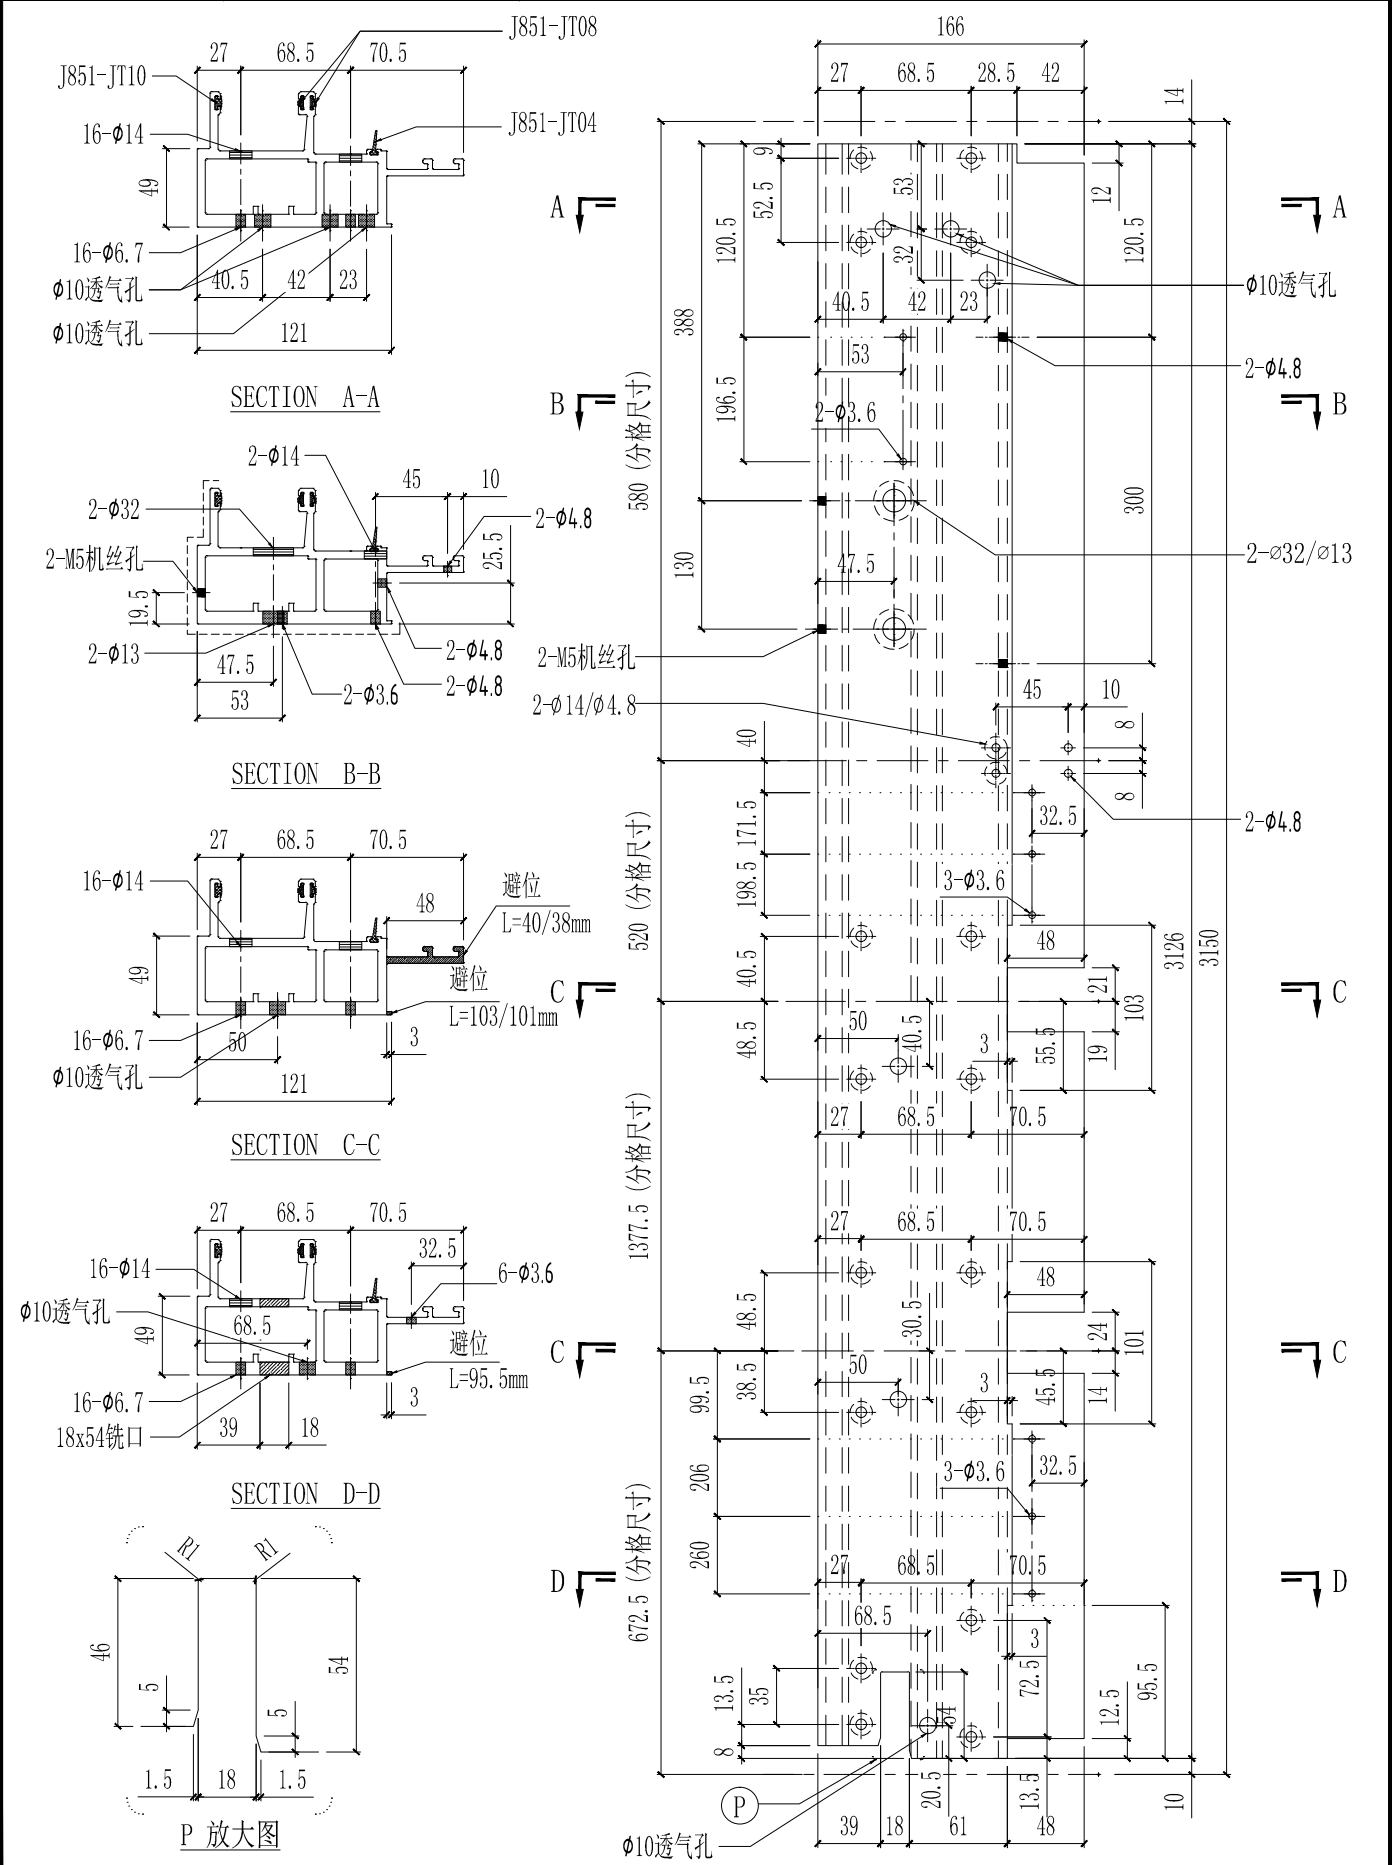 27
68.5
70.5
J851-JT08
J851-JT10
16-ϕ14
J851-JT04
49
16-ϕ6.7
ϕ10透气孔
40.5
42
23
ϕ10透气孔
121
SECTION A-A
2-ϕ14
45
10
2-ϕ32
2-ϕ4.8
2-M5机丝孔
25.5
19.5
2-ϕ13
2-ϕ4.8
47.5
2-ϕ3.6
2-ϕ4.8
53
SECTION B-B
27
68.5
70.5
16-ϕ14
避位
48
L=40/38mm
49
避位
L=103/101mm
16-ϕ6.7
50
3
ϕ10透气孔
121
SECTION C-C
27
68.5
70.5
32.5
16-ϕ14
6-ϕ3.6
ϕ10透气孔
68.5
49
避位
L=95.5mm
16-ϕ6.7
3
18x54铣口
39
18
SECTION D-D
R1
R1
46
54
5
5
1.5
18
1.5
P 放大图
166
27
68.5
28.5
42
14
9
52.5
53
12
A
A
120.5
32
120.5
ϕ10透气孔
40.5
42
23
388
53
2-ϕ4.8
196.5
580 (分格尺寸)
2-ϕ3.6
B
B
300
130
47.5
2-⌀32/⌀13
2-M5机丝孔
45
10
2-ϕ14/ϕ4.8
40
8
8
171.5
32.5
2-ϕ4.8
198.5
520 (分格尺寸)
3-ϕ3.6
48
3126
3150
40.5
21
103
C
C
50
40.5
48.5
3
55.5
19
27
68.5
70.5
1377.5 (分格尺寸)
27
68.5
70.5
48
48.5
30.5
24
101
C
C
50
38.5
99.5
3
45.5
14
206
3-ϕ3.6
32.5
260
672.5 (分格尺寸)
D
D
27
68.5
70.5
68.5
3
35
13.5
72.5
95.5
54
12.5
8
20.5
13.5
10
P
39
18
61
48
ϕ10透气孔